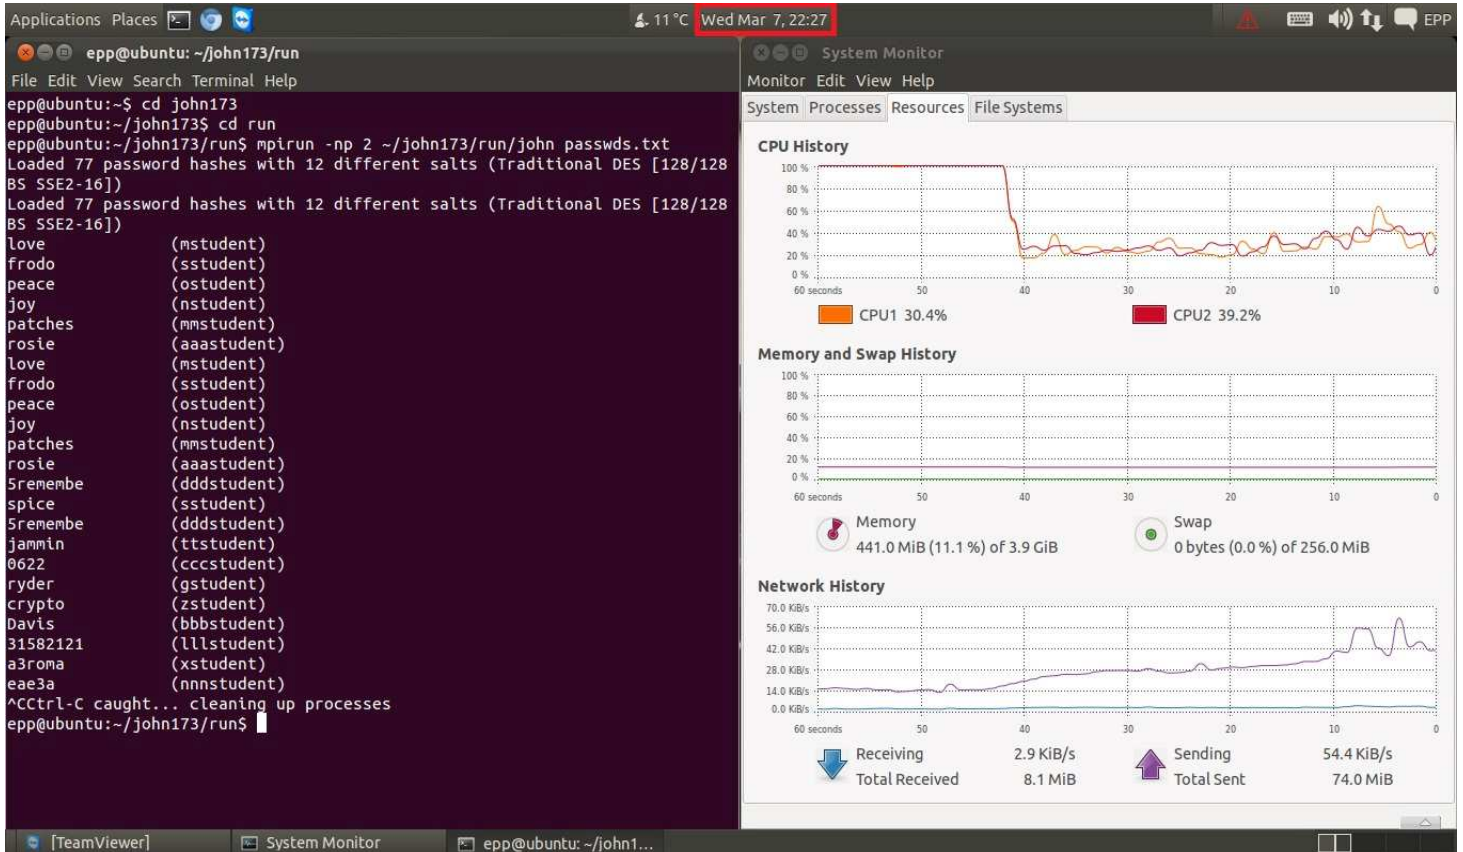 Applications Places 11 °C Wed Mar 7, 22:27 EPP
epp@ubuntu: ~/john173/run
File Edit View Search Terminal Help
epp@ubuntu:~$ cd john173
epp@ubuntu:~/john173$ cd run
epp@ubuntu:~/john173/run$ mpirun -np 2 ~/john173/run/john passwds.txt
Loaded 77 password hashes with 12 different salts (Traditional DES [128/128
BS SSE2-16])
Loaded 77 password hashes with 12 different salts (Traditional DES [128/128
BS SSE2-16])
love (mstudent)
frodo (sstudent)
peace (ostudent)
joy (nstudent)
patches (mmstudent)
rosie (aaastudent)
love (mstudent)
frodo (sstudent)
peace (ostudent)
joy (nstudent)
patches (mmstudent)
rosie (aaastudent)
5remembe (dddstudent)
spice (sstudent)
5remembe (dddstudent)
jammin (ttstudent)
0622 (cccstudent)
ryder (gstudent)
crypto (zstudent)
Davis (bbbstudent)
31582121 (lllstudent)
a3roma (xstudent)
eae3a (nnnstudent)
^CCtrl-C caught... cleaning up processes
epp@ubuntu:~/john173/run$
System Monitor
Monitor Edit View Help
System Processes Resources File Systems
CPU History
100 %
80 %
60 %
40 %
20 %
0 %
60 seconds 50 40 30 20 10 0
CPU1 30.4% CPU2 39.2%
Memory and Swap History
100 %
80 %
60 %
40 %
20 %
0 %
60 seconds 50 40 30 20 10 0
Memory Swap
441.0 MiB (11.1 %) of 3.9 GiB 0 bytes (0.0 %) of 256.0 MiB
Network History
70.0 KiB/s
56.0 KiB/s
42.0 KiB/s
28.0 KiB/s
14.0 KiB/s
0.0 KiB/s
60 seconds 50 40 30 20 10 0
Receiving 2.9 KiB/s Sending 54.4 KiB/s
Total Received 8.1 MiB Total Sent 74.0 MiB
[TeamViewer] System Monitor epp@ubuntu: ~/john1...